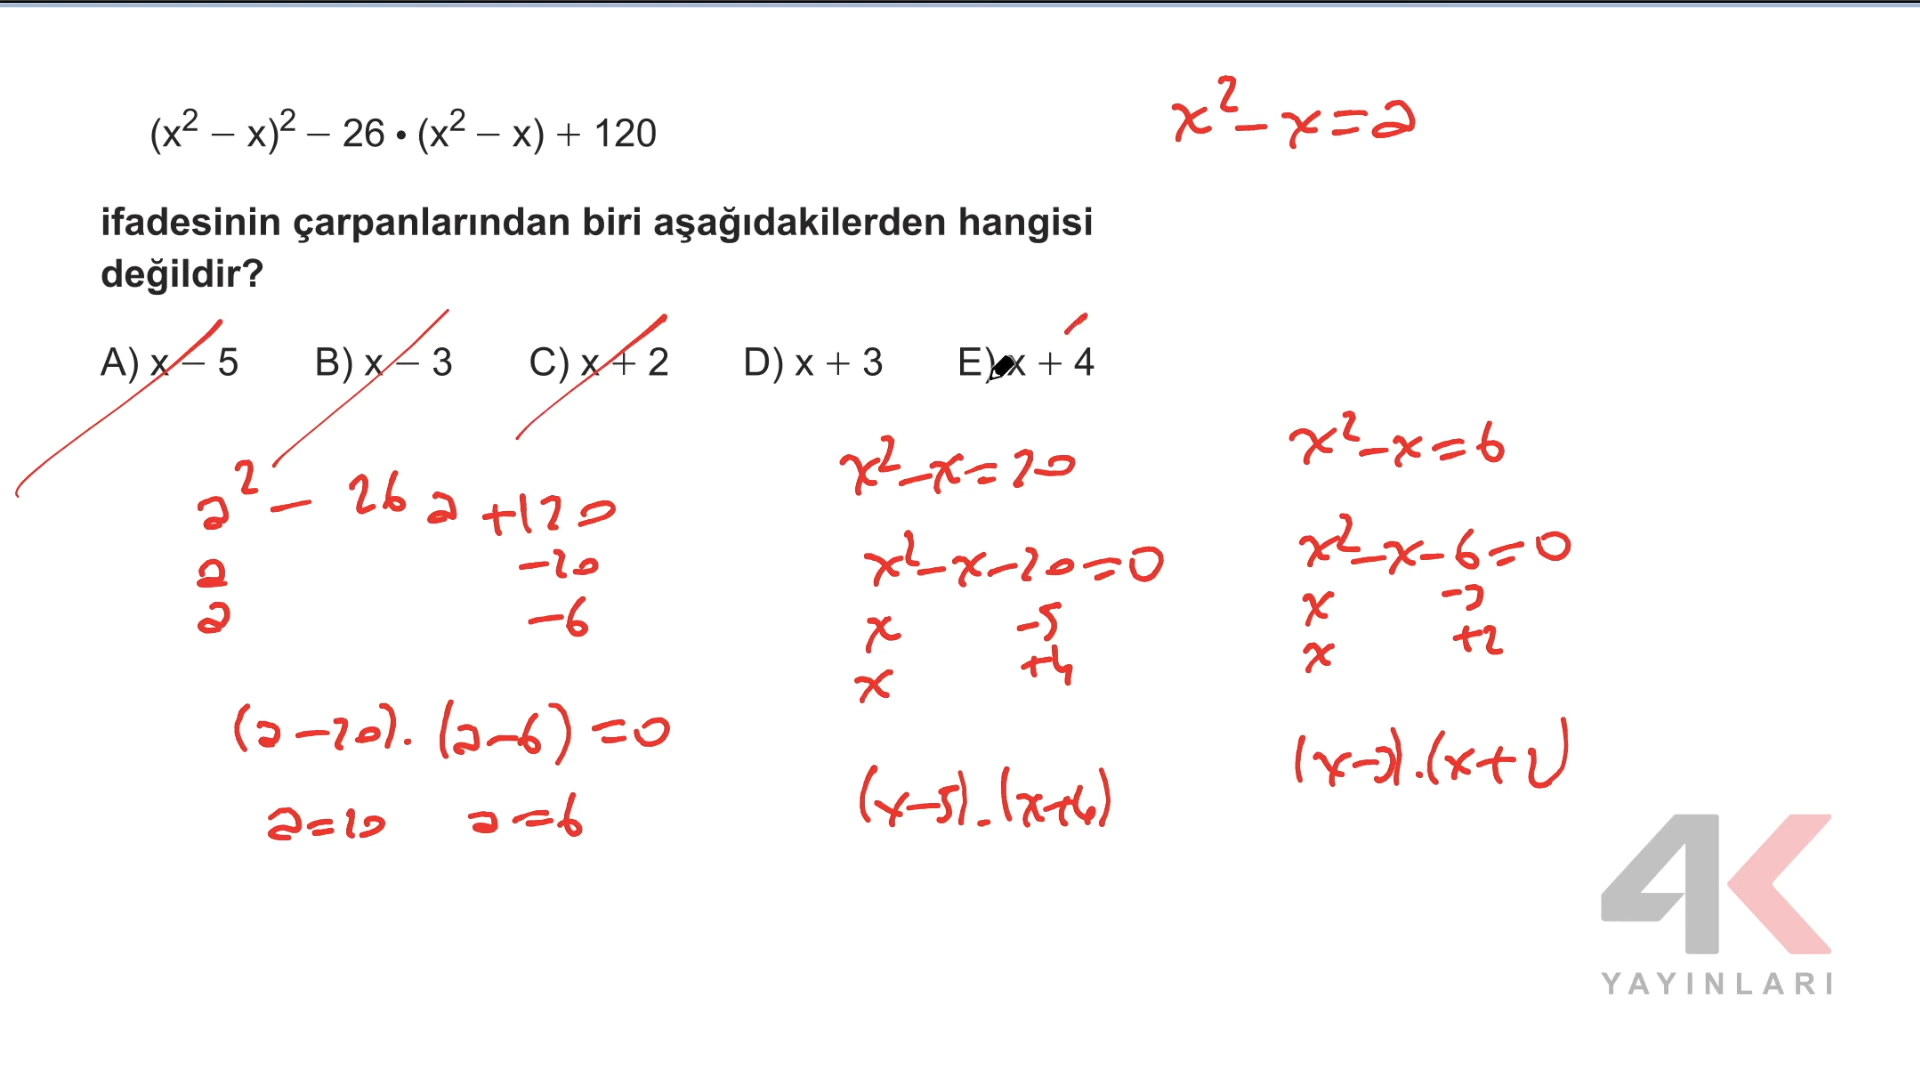 (x² – x)² – 26 • (x² – x) + 120
x² – x = a
ifadesinin çarpanlarından biri aşağıdakilerden hangisi
değildir?
A) x – 5 B) x – 3 C) x + 2 D) x + 3 E) x + 4
a² – 26a + 120
a –20
a –6
(a – 20) . (a – 6) = 0
a = 20 a = 6
x² – x = 20
x² – x – 20 = 0
x –5
x +4
(x – 5) . (x + 4)
x² – x = 6
x² – x – 6 = 0
x –3
x +2
(x – 3) . (x + 2)
4K
YAYINLARI